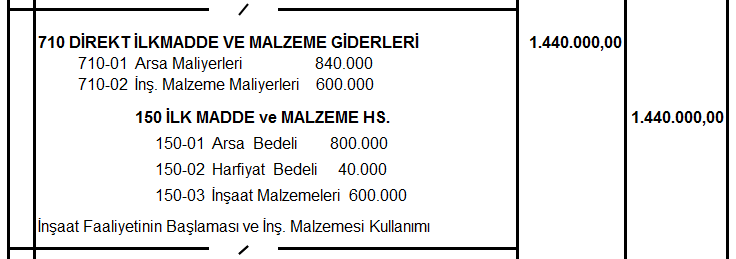 /
710 DİREKT İLKMADDE VE MALZEME GİDERLERİ 1.440.000,00
710-01 Arsa Maliyerleri 840.000
710-02 İnş. Malzeme Maliyerleri 600.000
150 İLK MADDE ve MALZEME HS. 1.440.000,00
150-01 Arsa Bedeli 800.000
150-02 Harfiyat Bedeli 40.000
150-03 İnşaat Malzemeleri 600.000
İnşaat Faaliyetinin Başlaması ve İnş. Malzemesi Kullanımı
/